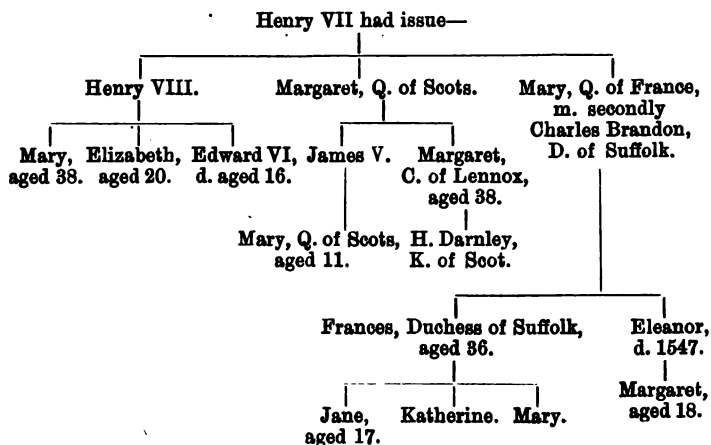 Henry VII had issue—
Henry VIII.
Margaret, Q. of Scots.
Mary, Q. of France,
m. secondly
Charles Brandon,
D. of Suffolk.
Mary,
aged 38.
Elizabeth,
aged 20.
Edward VI,
d. aged 16.
James V.
Margaret,
C. of Lennox,
aged 38.
Mary, Q. of Scots,
aged 11.
H. Darnley,
K. of Scot.
Frances, Duchess of Suffolk,
aged 36.
Eleanor,
d. 1547.
Jane,
aged 17.
Katherine.
Mary.
Margaret,
aged 18.